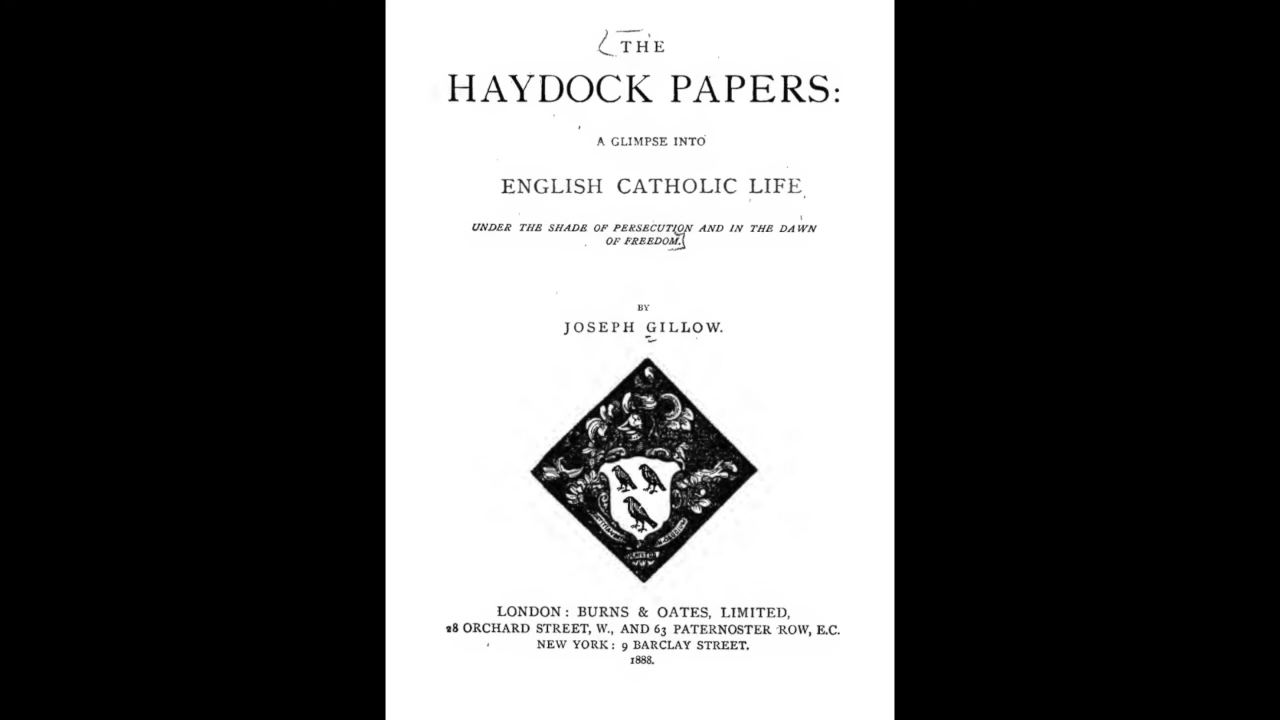 THE
HAYDOCK PAPERS:
A GLIMPSE INTO
ENGLISH CATHOLIC LIFE
UNDER THE SHADE OF PERSECUTION AND IN THE DAWN
OF FREEDOM.
BY
JOSEPH GILLOW.
LONDON: BURNS & OATES, LIMITED,
28 ORCHARD STREET, W., AND 63 PATERNOSTER ROW, E.C.
NEW YORK: 9 BARCLAY STREET.
1888.